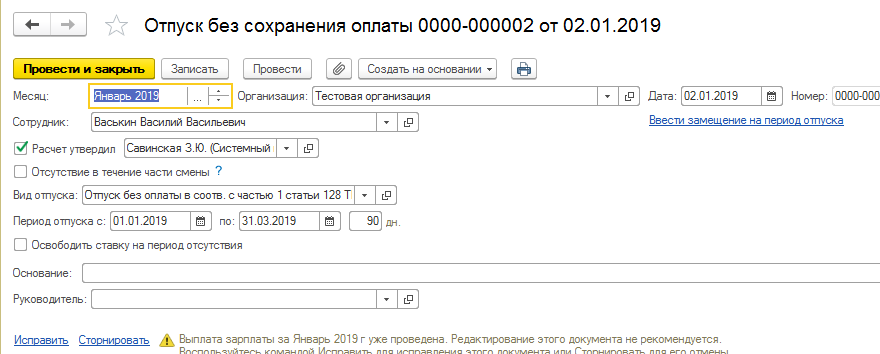 Отпуск без сохранения оплаты 0000-000002 от 02.01.2019
Провести и закрыть Записать Провести Создать на основании
Месяц: Январь 2019 ... Организация: Тестовая организация Дата: 02.01.2019 Номер: 0000-000
Сотрудник: Васькин Василий Васильевич Ввести замещение на период отпуска
Расчет утвердил Савинская З.Ю. (Системный
Отсутствие в течение части смены ?
Вид отпуска: Отпуск без оплаты в соотв. с частью 1 статьи 128 Т
Период отпуска с: 01.01.2019 по: 31.03.2019 90 дн.
Освободить ставку на период отсутствия
Основание:
Руководитель:
Исправить Сторнировать Выплата зарплаты за Январь 2019 г уже проведена. Редактирование этого документа не рекомендуется.
Воспользуйтесь командой Исправить для исправления этого документа или Сторнировать для его отмены